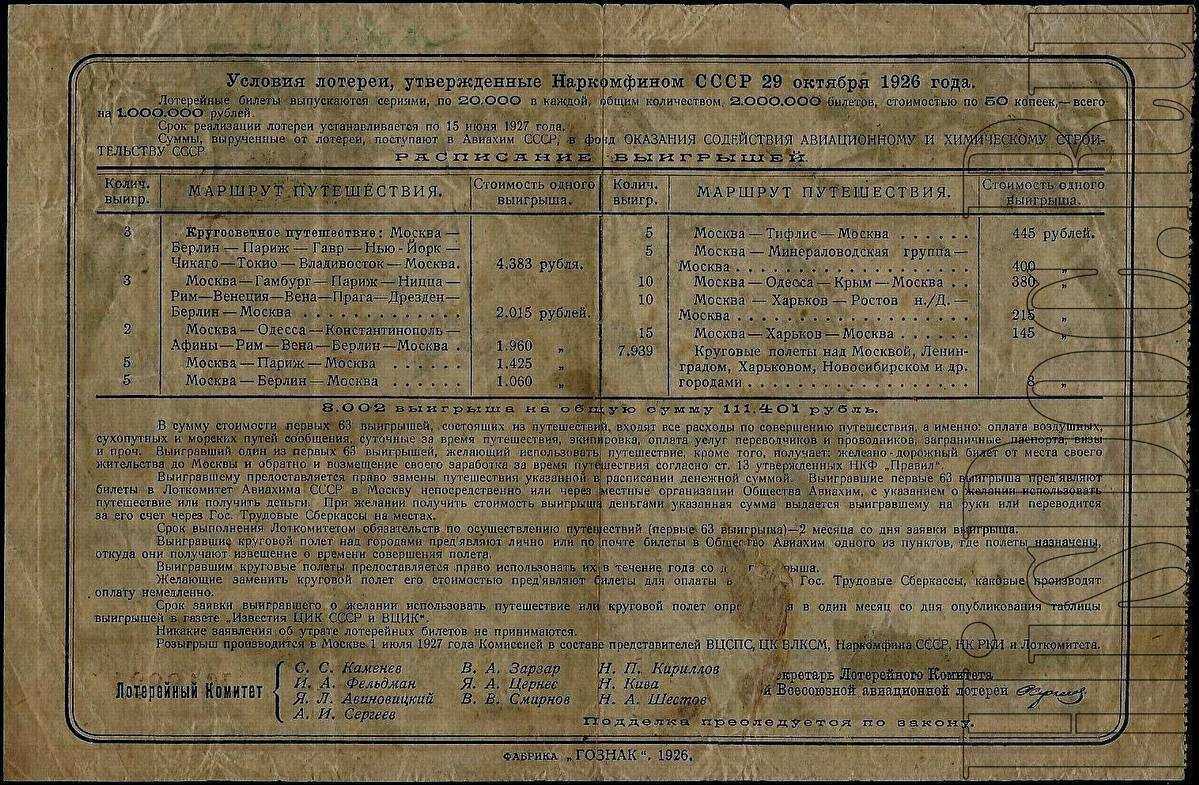 Условия лотереи, утвержденные Наркомфином СССР 29 октября 1926 года.
Лотерейные билеты выпускаются сериями, по 20.000 в каждой, общим количеством, 2.000.000 билетов, стоимостью по 50 копеек,—всего
на 1.000.000 рублей.
Срок реализации лотереи устанавливается по 15 июня 1927 года.
Суммы, вырученные от лотереи, поступают в Авиахим СССР, в фонд ОКАЗАНИЯ СОДЕЙСТВИЯ АВИАЦИОННОМУ И ХИМИЧЕСКОМУ СТРОИ-
ТЕЛЬСТВУ СССР
РАСПИСАНИЕ ВЫИГРЫШЕЙ.
Колич. выигр. МАРШРУТ ПУТЕШЕСТВИЯ. Стоимость одного выигрыша.
3 Кругосветное путешествие: Москва—
Берлин—Париж—Гавр—Нью-Йорк—
Чикаго—Токио—Владивосток—Москва. 4.383 рубля.
3 Москва—Гамбург—Париж—Ницца—
Рим—Венеция—Вена—Прага—Дрезден—
Берлин—Москва . . . . . . . . . . . . . 2.015 рублей.
2 Москва—Одесса—Константинополь—
Афины—Рим—Вена—Берлин—Москва . 1.960 „
5 Москва—Париж—Москва . . . . . . 1.425 „
5 Москва—Берлин—Москва . . . . . . 1.060 „
Колич. выигр. МАРШРУТ ПУТЕШЕСТВИЯ. Стоимость одного выигрыша.
5 Москва—Тифлис—Москва . . . . . . 445 рублей.
5 Москва—Минераловодская группа—
Москва . . . . . . . . . . . . . . . . . 400 „
10 Москва—Одесса—Крым—Москва . . 380 „
10 Москва—Харьков—Ростов н./Д.—
Москва . . . . . . . . . . . . . . . . . 215 „
15 Москва—Харьков—Москва . . . . . . 145 „
7.939 Круговые полеты над Москвой, Ленин-
градом, Харьковом, Новосибирском и др.
городами . . . . . . . . . . . . . . . . 8 „
8.002 выигрыша на общую сумму 111.401 рубль.
В сумму стоимости первых 63 выигрышей, состоящих из путешествий, входят все расходы по совершению путешествия, а именно: оплата воздушных,
сухопутных и морских путей сообщения, суточные за время путешествия, экипировка, оплата услуг переводчиков и проводников, заграничные паспорта, визы
и проч. Выигравший один из первых 63 выигрышей, желающий использовать путешествие, кроме того, получает: железно-дорожный билет от места своего
жительства до Москвы и обратно и возмещение своего заработка за время путешествия согласно ст. 13 утвержденных НКФ „Правил“.
Выигравшему предоставляется право замены путешествия указанной в расписании денежной суммой. Выигравшие первые 63 выигрыша пред'являют
билеты в Лоткомитет Авиахима СССР в Москву непосредственно или через местные организации Общества Авиахим, с указанием о желании использовать
путешествие или получить деньги. При желании получить стоимость выигрыша деньгами указанная сумма выдается выигравшему на руки или переводится
за его счет через Гос. Трудовые Сберкассы на местах.
Срок выполнения Лоткомитетом обязательств по осуществлению путешествий (первые 63 выигрыша)—2 месяца со дня заявки выигрыша.
Выигравшие круговой полет над городами пред'являют лично или по почте билеты в Общество Авиахим одного из пунктов, где полеты назначены,
откуда они получают извещение о времени совершения полета.
Выигравшим круговые полеты предоставляется право использовать их в течение года со д рыша.
Желающие заменить круговой полет его стоимостью пред'являют билеты для оплаты в Гос. Трудовые Сберкассы, каковые производят
оплату немедленно.
Срок заявки выигравшего о желании использовать путешествие или круговой полет опр я в один месяц со дня опубликования таблицы
выигрышей в газете „Известия ЦИК СССР и ВЦИК“.
Никакие заявления об утрате лотерейных билетов не принимаются.
Розыгрыш производится в Москве 1 июля 1927 года Комиссией в составе представителей ВЦСПС, ЦК ВЛКСМ, Наркомфина СССР, НК РКИ и Лоткомитета.
Лотерейный Комитет
С. С. Каменев В. А. Зарзар Н. П. Кириллов
И. А. Фельдман Я. А. Цернес Н. Кива
Я. Л. Авиновицкий В. В. Смирнов Н. А. Шестов
А. И. Сергеев
екретарь Лотерейного Комитета
й Всесоюзной авиационной лотереи
Подделка преследуется по закону.
ФАБРИКА „ГОЗНАК“. 1926.